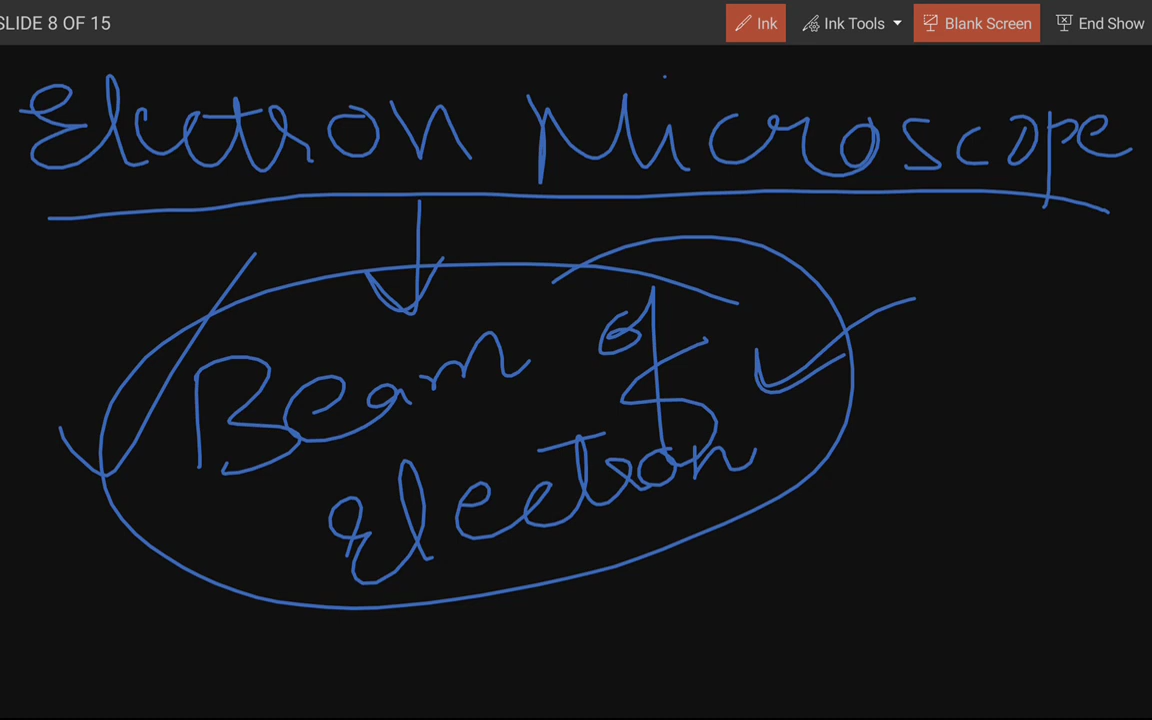 SLIDE 8 OF 15
Ink
Ink Tools
Blank Screen
End Show
Electron Microscope
Beam of
Electron